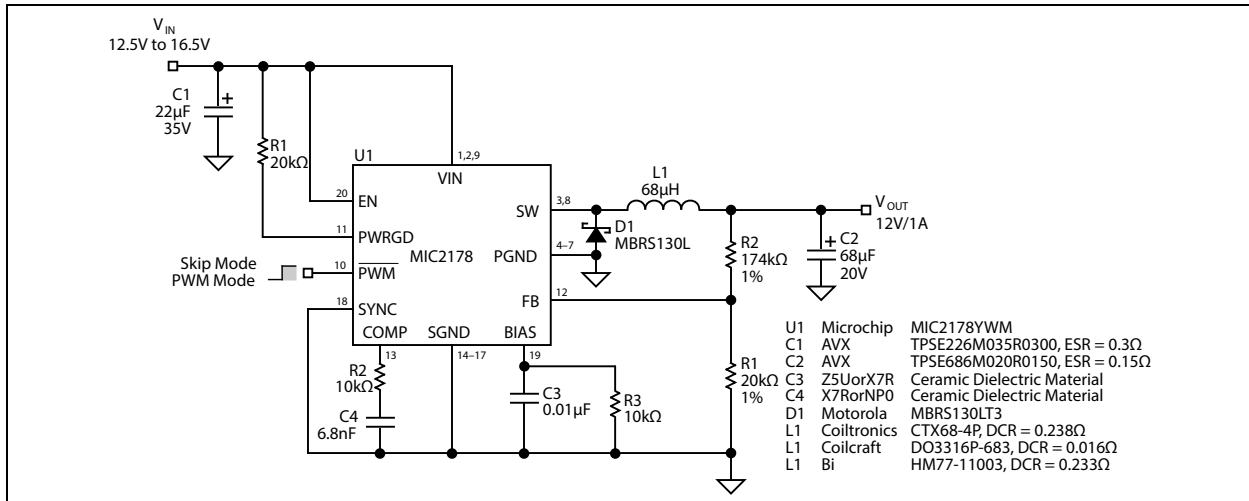 V_IN
12.5V to 16.5V
C1
22µF
35V
+
R1
20kΩ
U1
1,2,9
VIN
20
EN
11
PWRGD
MIC2178
Skip Mode
PWM Mode
10
PWM
18
SYNC
COMP
SGND
BIAS
13
14–17
19
SW
3,8
PGND
4–7
FB
12
L1
68µH
D1
MBRS130L
V_OUT
12V/1A
R2
174kΩ
1%
+
C2
68µF
20V
R1
20kΩ
1%
R2
10kΩ
C4
6.8nF
C3
0.01µF
R3
10kΩ
U1 Microchip MIC2178YWM
C1 AVX TPSE226M035R0300, ESR = 0.3Ω
C2 AVX TPSE686M020R0150, ESR = 0.15Ω
C3 Z5UorX7R Ceramic Dielectric Material
C4 X7RorNP0 Ceramic Dielectric Material
D1 Motorola MBRS130LT3
L1 Coiltronics CTX68-4P, DCR = 0.238Ω
L1 Coilcraft DO3316P-683, DCR = 0.016Ω
L1 Bi HM77-11003, DCR = 0.233Ω